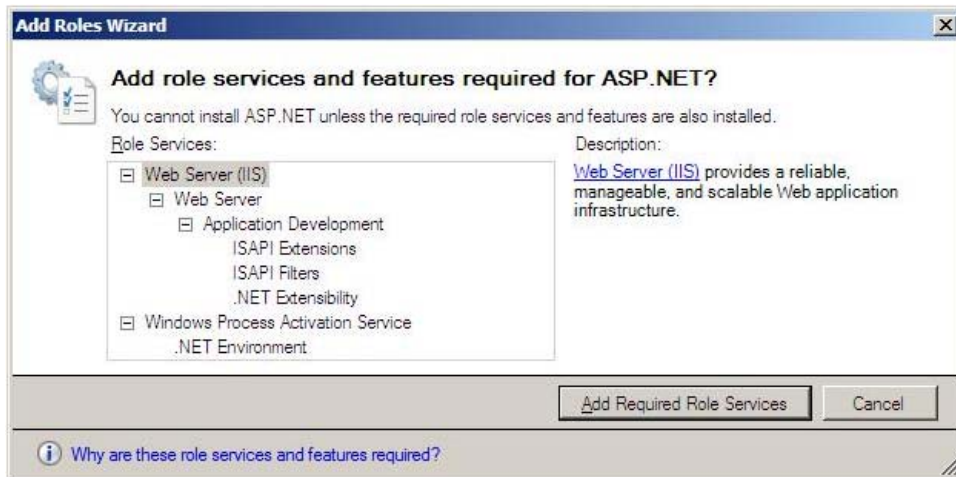 Add Roles Wizard
Add role services and features required for ASP.NET?
You cannot install ASP.NET unless the required role services and features are also installed.
Role Services:
Web Server (IIS)
Web Server
Application Development
ISAPI Extensions
ISAPI Filters
.NET Extensibility
Windows Process Activation Service
.NET Environment
Description:
Web Server (IIS) provides a reliable,
manageable, and scalable Web application
infrastructure.
Add Required Role Services
Cancel
Why are these role services and features required?